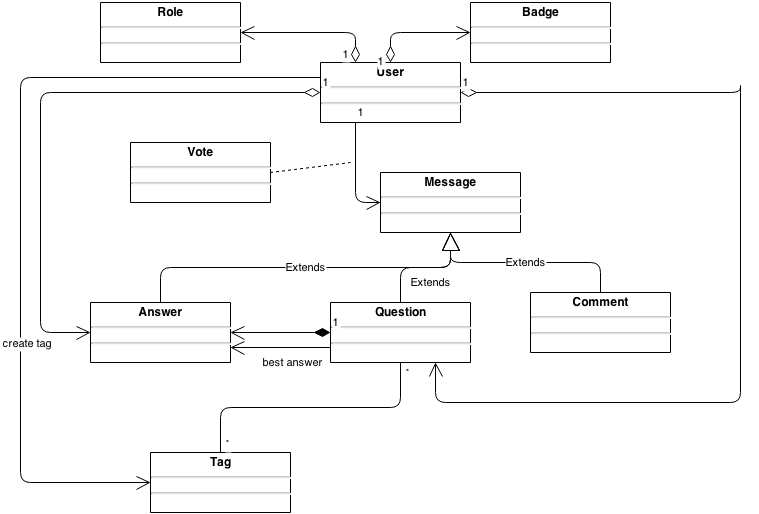 Role
Badge
1
1
User
1
1
1
Vote
Message
Extends
Extends
Extends
Answer
Question
Comment
1
create tag
best answer
*
*
Tag